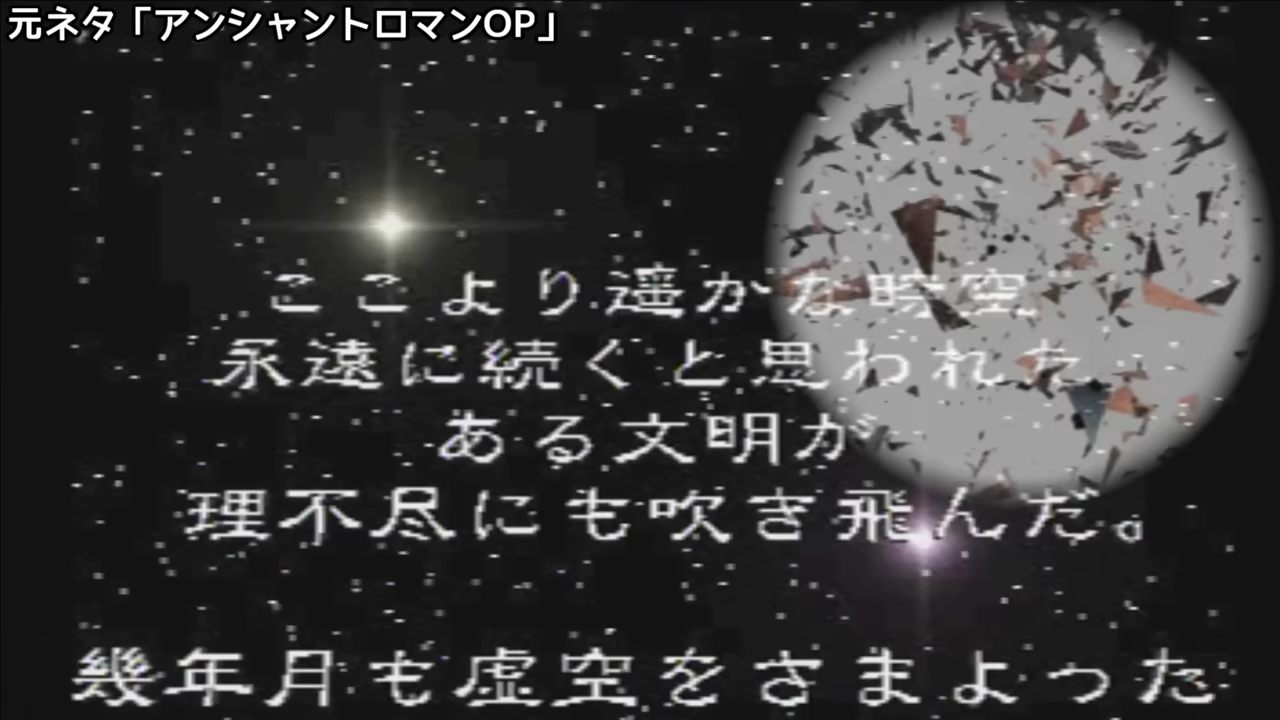 元ネタ「アンシャントロマンOP」
ここより遥かな時空
永遠に続くと思われた
ある文明が
理不尽にも吹き飛んだ。
幾年月も虚空をさまよった